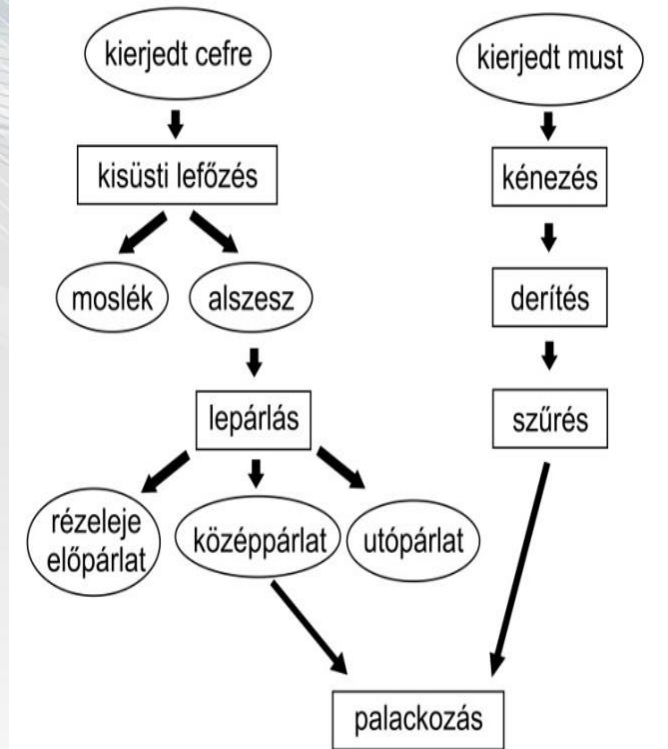 kierjedt cefre
kierjedt must
kisüsti lefőzés
kénezés
moslék
alszesz
derítés
lepárlás
szűrés
rézeleje
előpárlat
középpárlat
utópárlat
palackozás